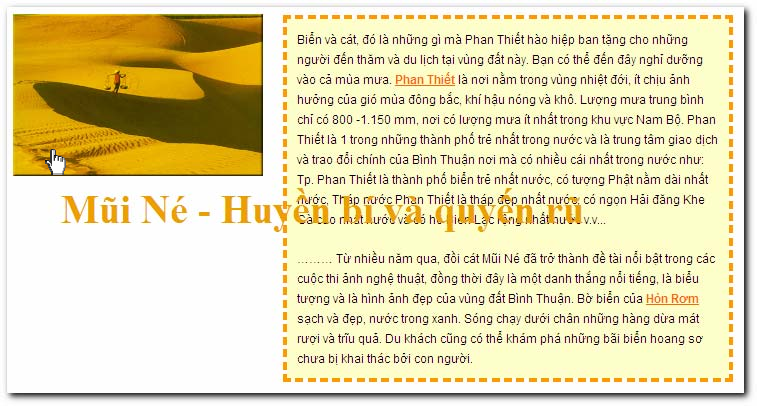 Biển và cát, đó là những gì mà Phan Thiết hào hiệp ban tặng cho những
người đến thăm và du lịch tại vùng đất này. Bạn có thể đến đây nghỉ dưỡng
vào cả mùa mưa. Phan Thiết là nơi nằm trong vùng nhiệt đới, ít chịu ảnh
hưởng của gió mùa đông bắc, khí hậu nóng và khô. Lượng mưa trung bình
chỉ có 800 -1.150 mm, nơi có lượng mưa ít nhất trong khu vực Nam Bộ. Phan
Thiết là 1 trong những thành phố trẻ nhất trong nước và là trung tâm giao dịch
và trao đổi chính của Bình Thuận nơi mà có nhiều cái nhất trong nước như:
Tp. Phan Thiết là thành phố biển trẻ nhất nước, có tượng Phật nằm dài nhất
nước, Tháp nước Phan Thiết là tháp đẹp nhất nước, có ngọn Hải đăng Khe
Gà cao nhất nước và có hồ Biển Lạc rộng nhất nước v.v...
Mũi Né - Huyền bĩ và quyến rũ
……… Từ nhiều năm qua, đồi cát Mũi Né đã trở thành đề tài nổi bật trong các
cuộc thi ảnh nghệ thuật, đồng thời đây là một danh thắng nổi tiếng, là biểu
tượng và là hình ảnh đẹp của vùng đất Bình Thuận. Bờ biển của Hòn Rơm
sạch và đẹp, nước trong xanh. Sóng chạy dưới chân những hàng dừa mát
rượi và trĩu quả. Du khách cũng có thể khám phá những bãi biển hoang sơ
chưa bị khai thác bởi con người.